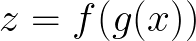 z = f(g(x))